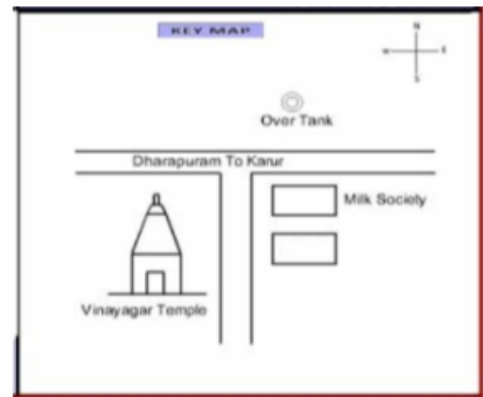 KEY MAP
N
W E
S
Over Tank
Dharapuram To Karur
Milk Society
Vinayagar Temple